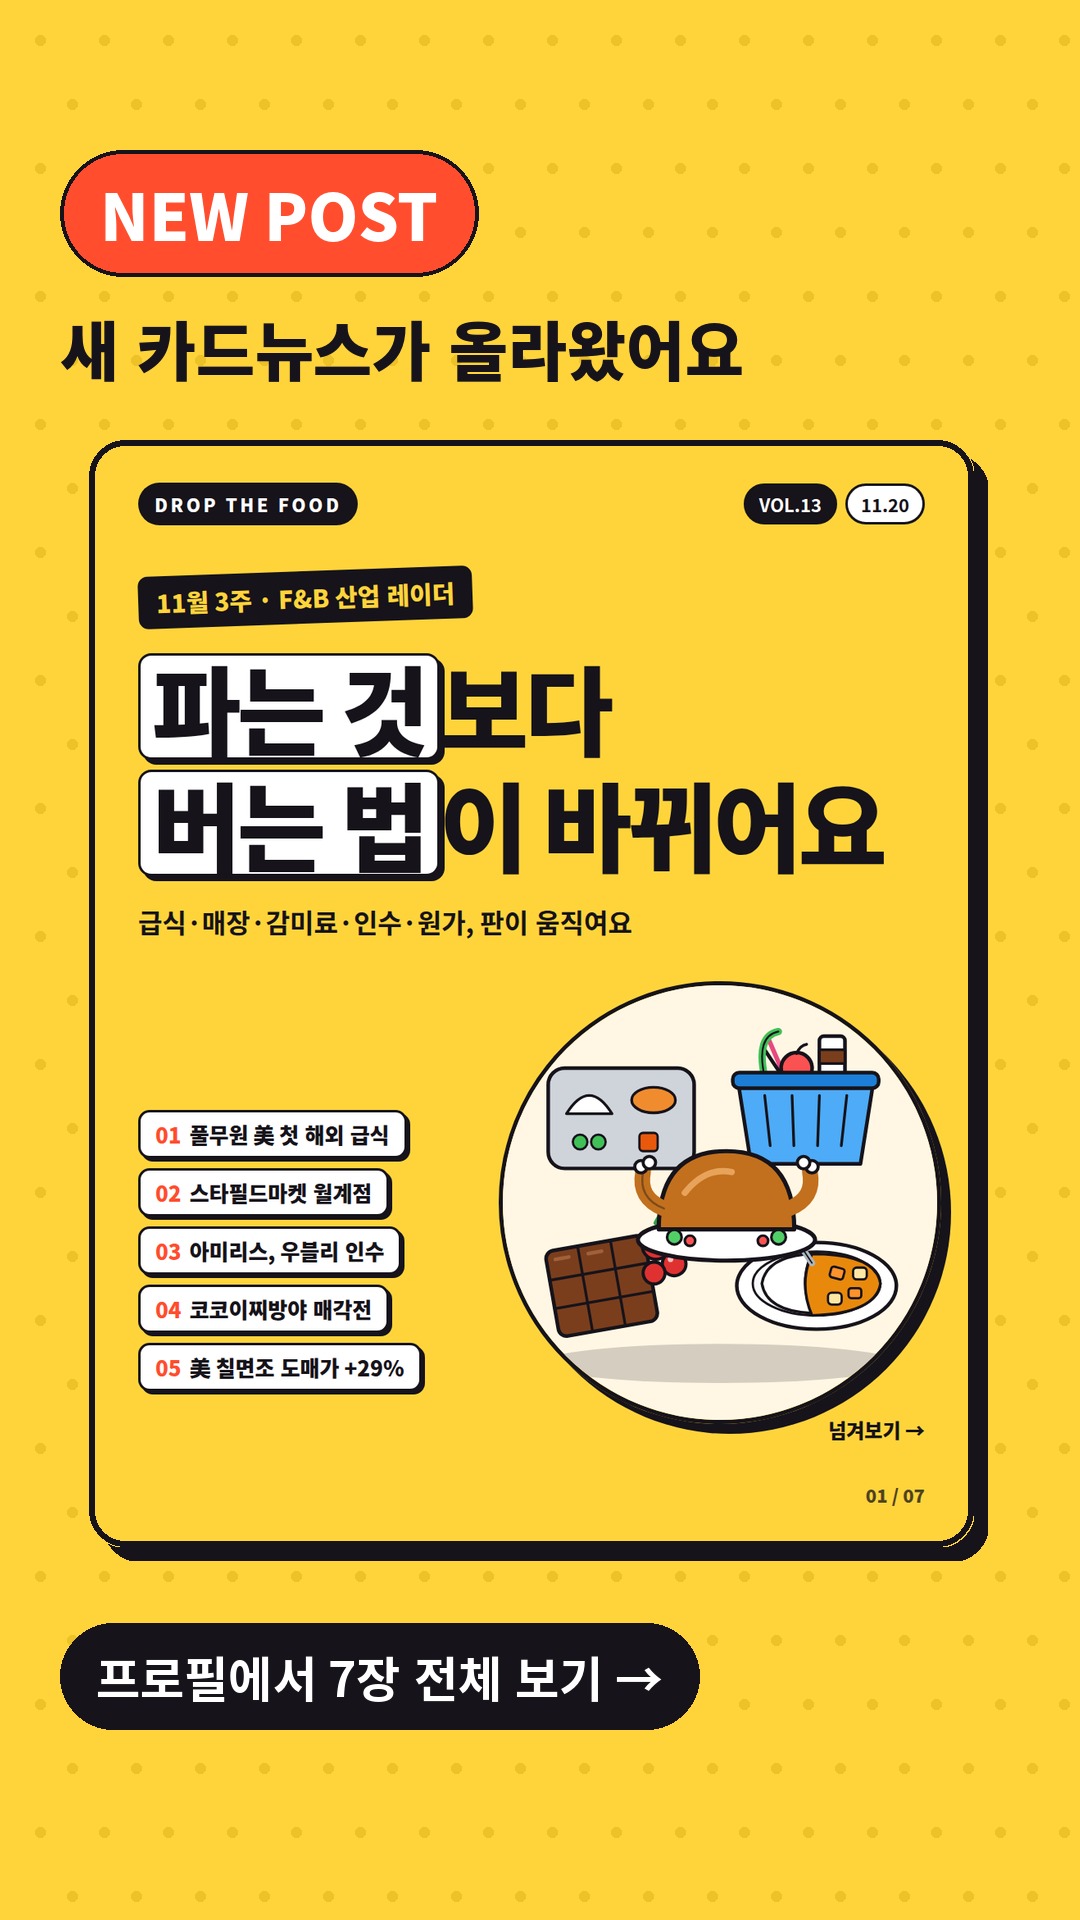 NEW POST
새 카드뉴스가 올라왔어요
DROP THE FOOD
VOL.13
11.20
11월 3주 · F&B 산업 레이더
파는 것보다
버는 법이 바뀌어요
급식·매장·감미료·인수·원가, 판이 움직여요
01 풀무원 美 첫 해외 급식
02 스타필드마켓 월계점
03 아미리스, 우블리 인수
04 코코이찌방야 매각전
05 美 칠면조 도매가 +29%
넘겨보기 →
01 / 07
프로필에서 7장 전체 보기 →